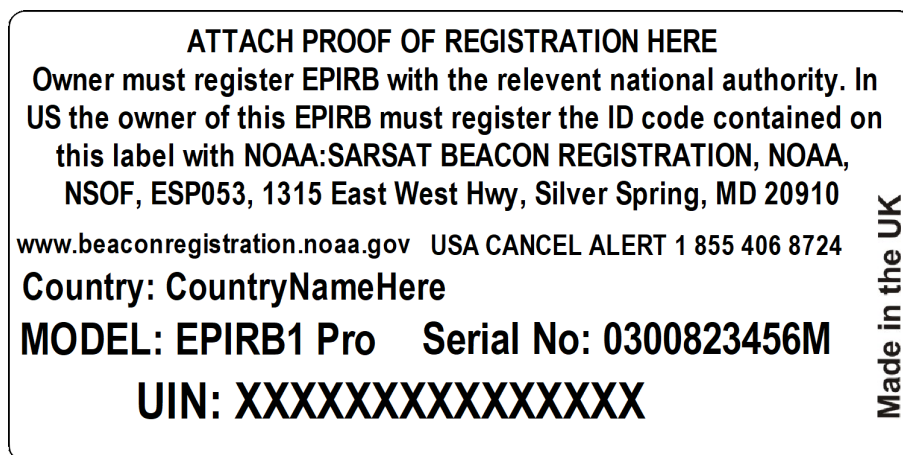 ATTACH PROOF OF REGISTRATION HERE
Owner must register EPIRB with the relevent national authority. In
US the owner of this EPIRB must register the ID code contained on
this label with NOAA:SARSAT BEACON REGISTRATION, NOAA,
NSOF, ESP053, 1315 East West Hwy, Silver Spring, MD 20910
www.beaconregistration.noaa.gov USA CANCEL ALERT 1 855 406 8724
Country: CountryNameHere
MODEL: EPIRB1 Pro Serial No: 0300823456M
UIN: XXXXXXXXXXXXXXX
Made in the UK